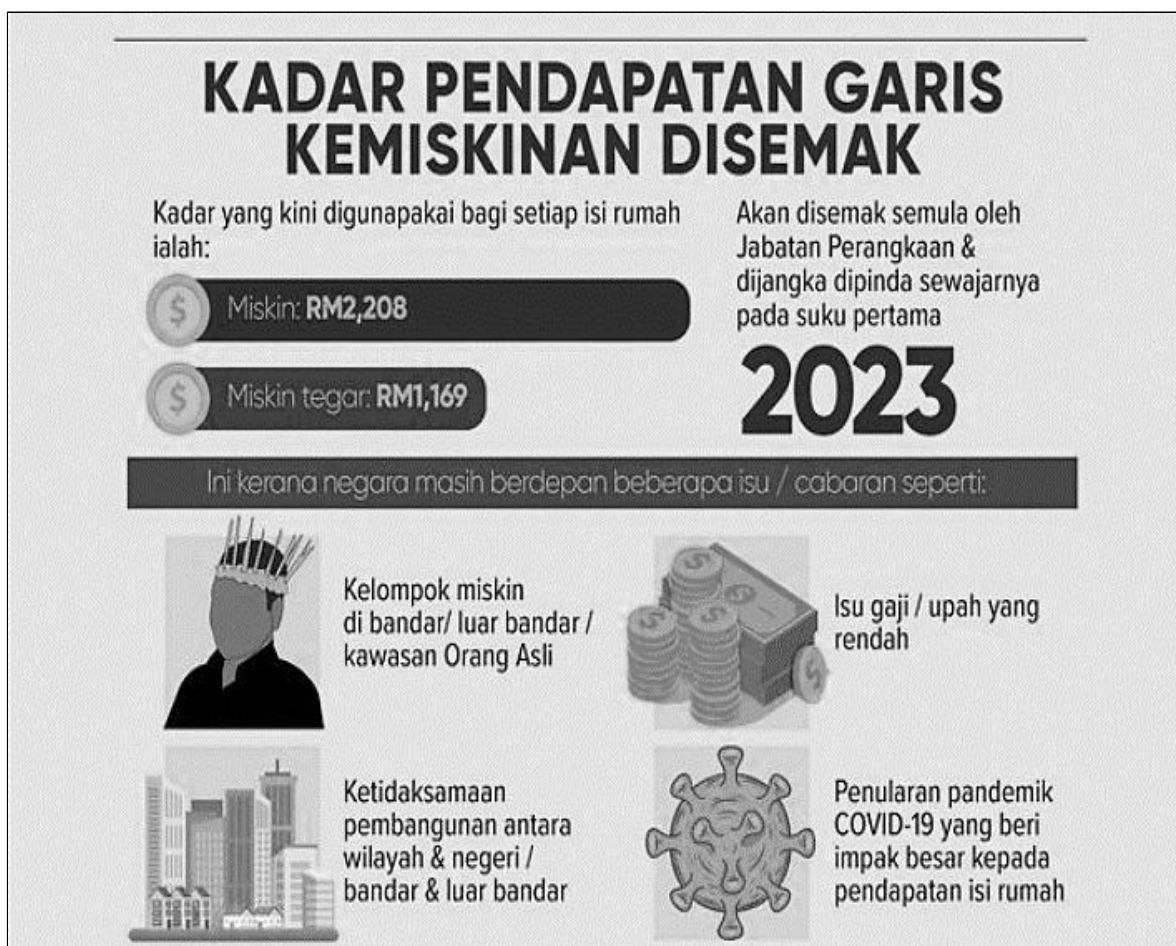 KADAR PENDAPATAN GARIS
KEMISKINAN DISEMAK
Kadar yang kini digunapakai bagi setiap isi rumah
ialah:
$ Miskin: RM2,208
$ Miskin tegar: RM1,169
Akan disemak semula oleh
Jabatan Perangkaan &
dijangka dipinda sewajarnya
pada suku pertama
2023
Ini kerana negara masih berdepan beberapa isu / cabaran seperti:
Kelompok miskin
di bandar/ luar bandar /
kawasan Orang Asli
Isu gaji / upah yang
rendah
Ketidaksamaan
pembangunan antara
wilayah & negeri /
bandar & luar bandar
Penularan pandemik
COVID-19 yang beri
impak besar kepada
pendapatan isi rumah